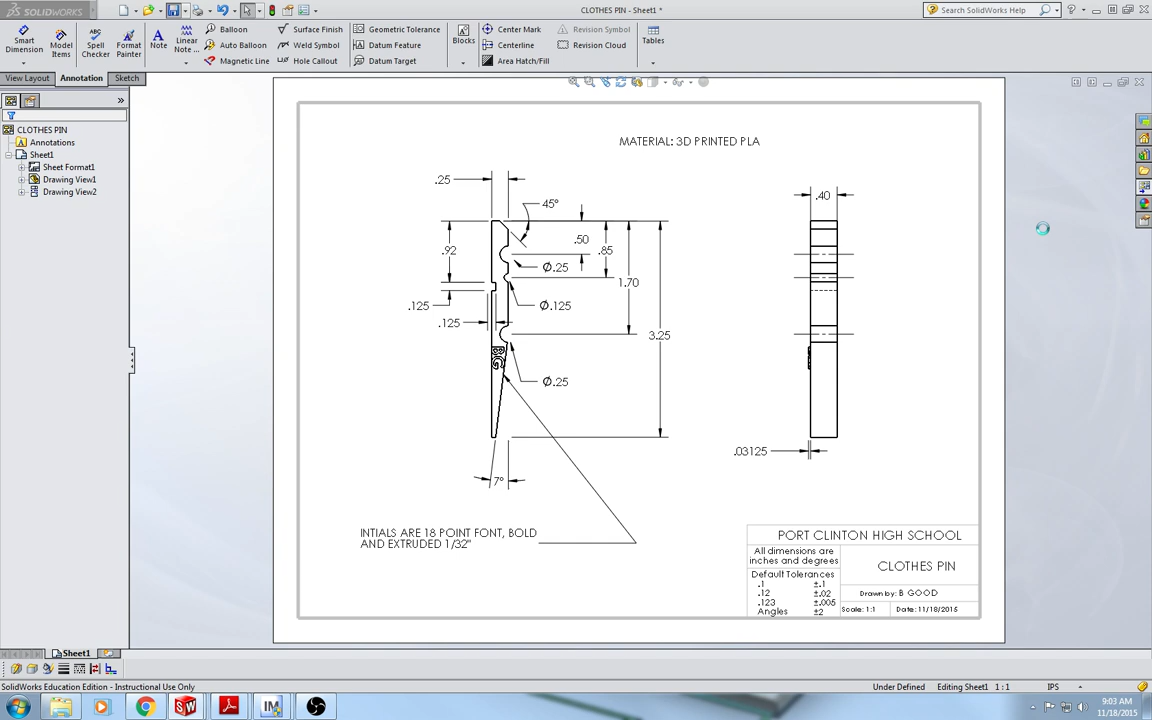 SOLIDWORKS
CLOTHES PIN - Sheet1 *
Search SolidWorks Help
Smart Dimension
Model Items
Spell Checker
Format Painter
Note
Linear Note ...
Balloon
Auto Balloon
Magnetic Line
Surface Finish
Weld Symbol
Hole Callout
Geometric Tolerance
Datum Feature
Datum Target
Blocks
Center Mark
Centerline
Area Hatch/Fill
Revision Symbol
Revision Cloud
Tables
View Layout
Annotation
Sketch
CLOTHES PIN
Annotations
Sheet1
Sheet Format1
Drawing View1
Drawing View2
MATERIAL: 3D PRINTED PLA
.25
45°
.40
.92
.50
.85
Ø.25
1.70
.125
Ø.125
.125
3.25
BG
Ø.25
.03125
7°
INTIALS ARE 18 POINT FONT, BOLD
AND EXTRUDED 1/32"
PORT CLINTON HIGH SCHOOL
All dimensions are
inches and degrees
CLOTHES PIN
Default Tolerances
.1 ±.1
.12 ±.02
.123 ±.005
Angles ±2
Drawn by: B GOOD
Scale: 1:1
Date: 11/18/2015
Sheet1
SolidWorks Education Edition - Instructional Use Only
Under Defined
Editing Sheet1
1 : 1
IPS
SW
IM
9:03 AM
11/18/2015